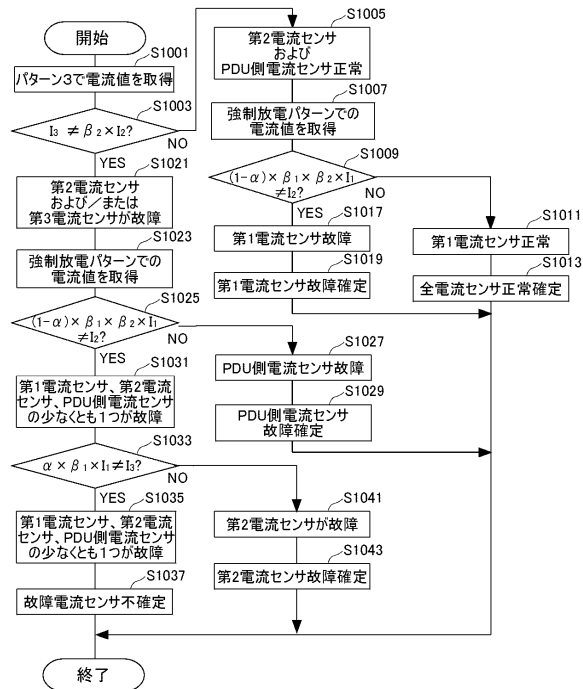 開始
S1001
パターン3で電流値を取得
S1003
I₃ ≠ β₂×I₂?
NO
YES
S1005
第2電流センサ
および
PDU側電流センサ正常
S1007
強制放電パターンでの
電流値を取得
S1009
(1-α)×β₁×β₂×I₁
≠I₂?
NO
YES
S1011
第1電流センサ正常
S1013
全電流センサ正常確定
S1017
第1電流センサ故障
S1019
第1電流センサ故障確定
S1021
第2電流センサ
および/または
第3電流センサが故障
S1023
強制放電パターンでの
電流値を取得
S1025
(1-α)×β₁×β₂×I₁
≠I₂?
NO
YES
S1027
PDU側電流センサ故障
S1029
PDU側電流センサ
故障確定
S1031
第1電流センサ、第2電流
センサ、PDU側電流センサ
の少なくとも1つが故障
S1033
α×β₁×I₁≠I₃?
NO
YES
S1035
第1電流センサ、第2電流
センサ、PDU側電流センサ
の少なくとも1つが故障
S1037
故障電流センサ不確定
S1041
第2電流センサが故障
S1043
第2電流センサ故障確定
終了